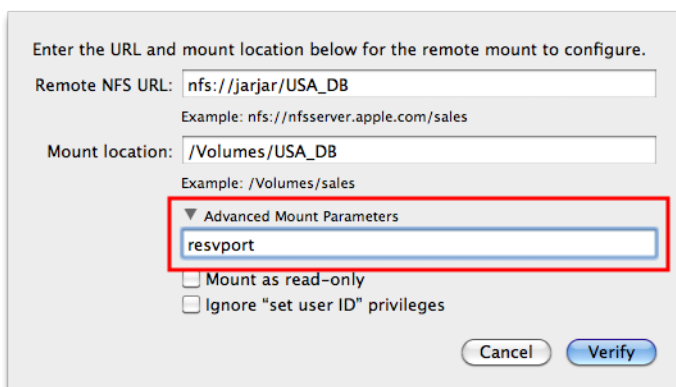 Enter the URL and mount location below for the remote mount to configure.
Remote NFS URL: nfs://jarjar/USA_DB
Example: nfs://nfsserver.apple.com/sales
Mount location: /Volumes/USA_DB
Example: /Volumes/sales
Advanced Mount Parameters
resvport
Mount as read-only
Ignore “set user ID” privileges
Cancel Verify